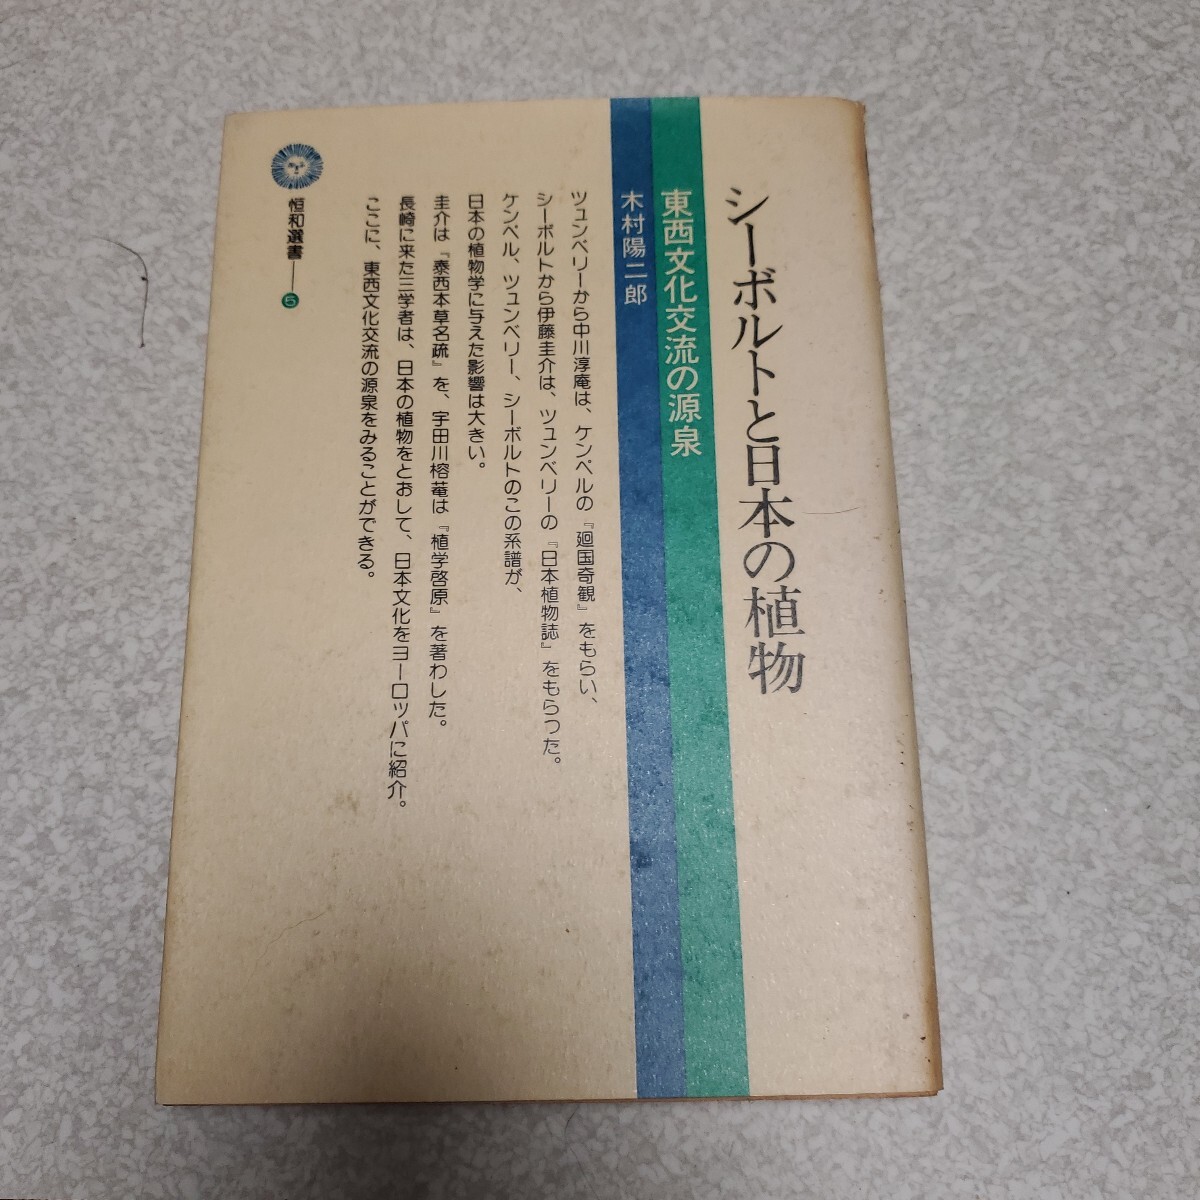 シーボルトと日本の植物
東西文化交流の源泉
木村陽二郎
ツュンベリーから中川淳庵は、ケンペルの『廻国奇観』をもらい、
シーボルトから伊藤圭介は、ツュンベリーの『日本植物誌』をもらった。
ケンペル、ツュンベリー、シーボルトのこの系譜が、
日本の植物学に与えた影響は大きい。
圭介は『泰西本草名疏』を、宇田川榕菴は『植学啓原』を著わした。
長崎に来た三学者は、日本の植物をとおして、日本文化をヨーロッパに紹介。
ここに、東西文化交流の源泉をみることができる。
恒和選書——5